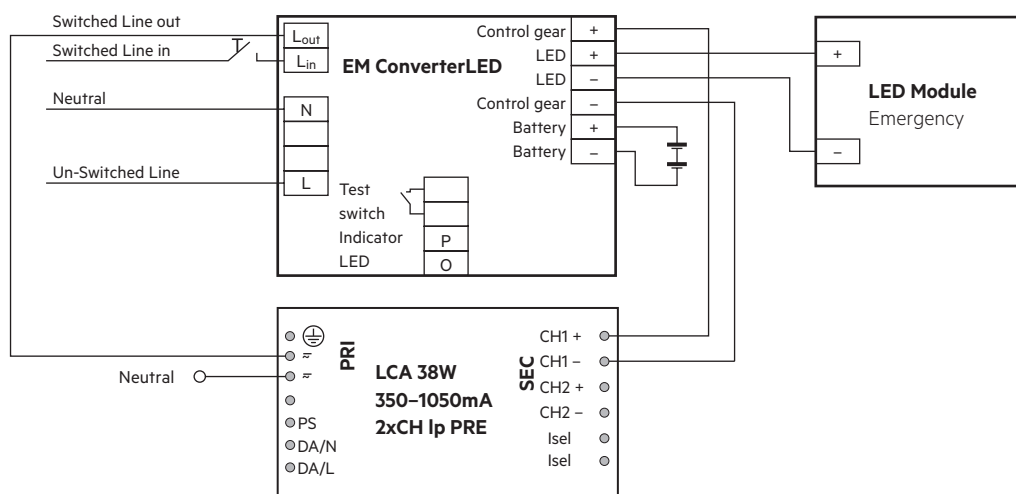 Switched Line out
Switched Line in
Neutral
Un-Switched Line
Lout
Lin
N
L
EM ConverterLED
Test
switch
Indicator
LED
P
O
Control gear +
LED +
LED –
Control gear –
Battery +
Battery –
+
–
LED Module
Emergency
Neutral
PRI
PS
DA/N
DA/L
LCA 38W
350–1050mA
2xCH lp PRE
SEC
CH1 +
CH1 –
CH2 +
CH2 –
Isel
Isel